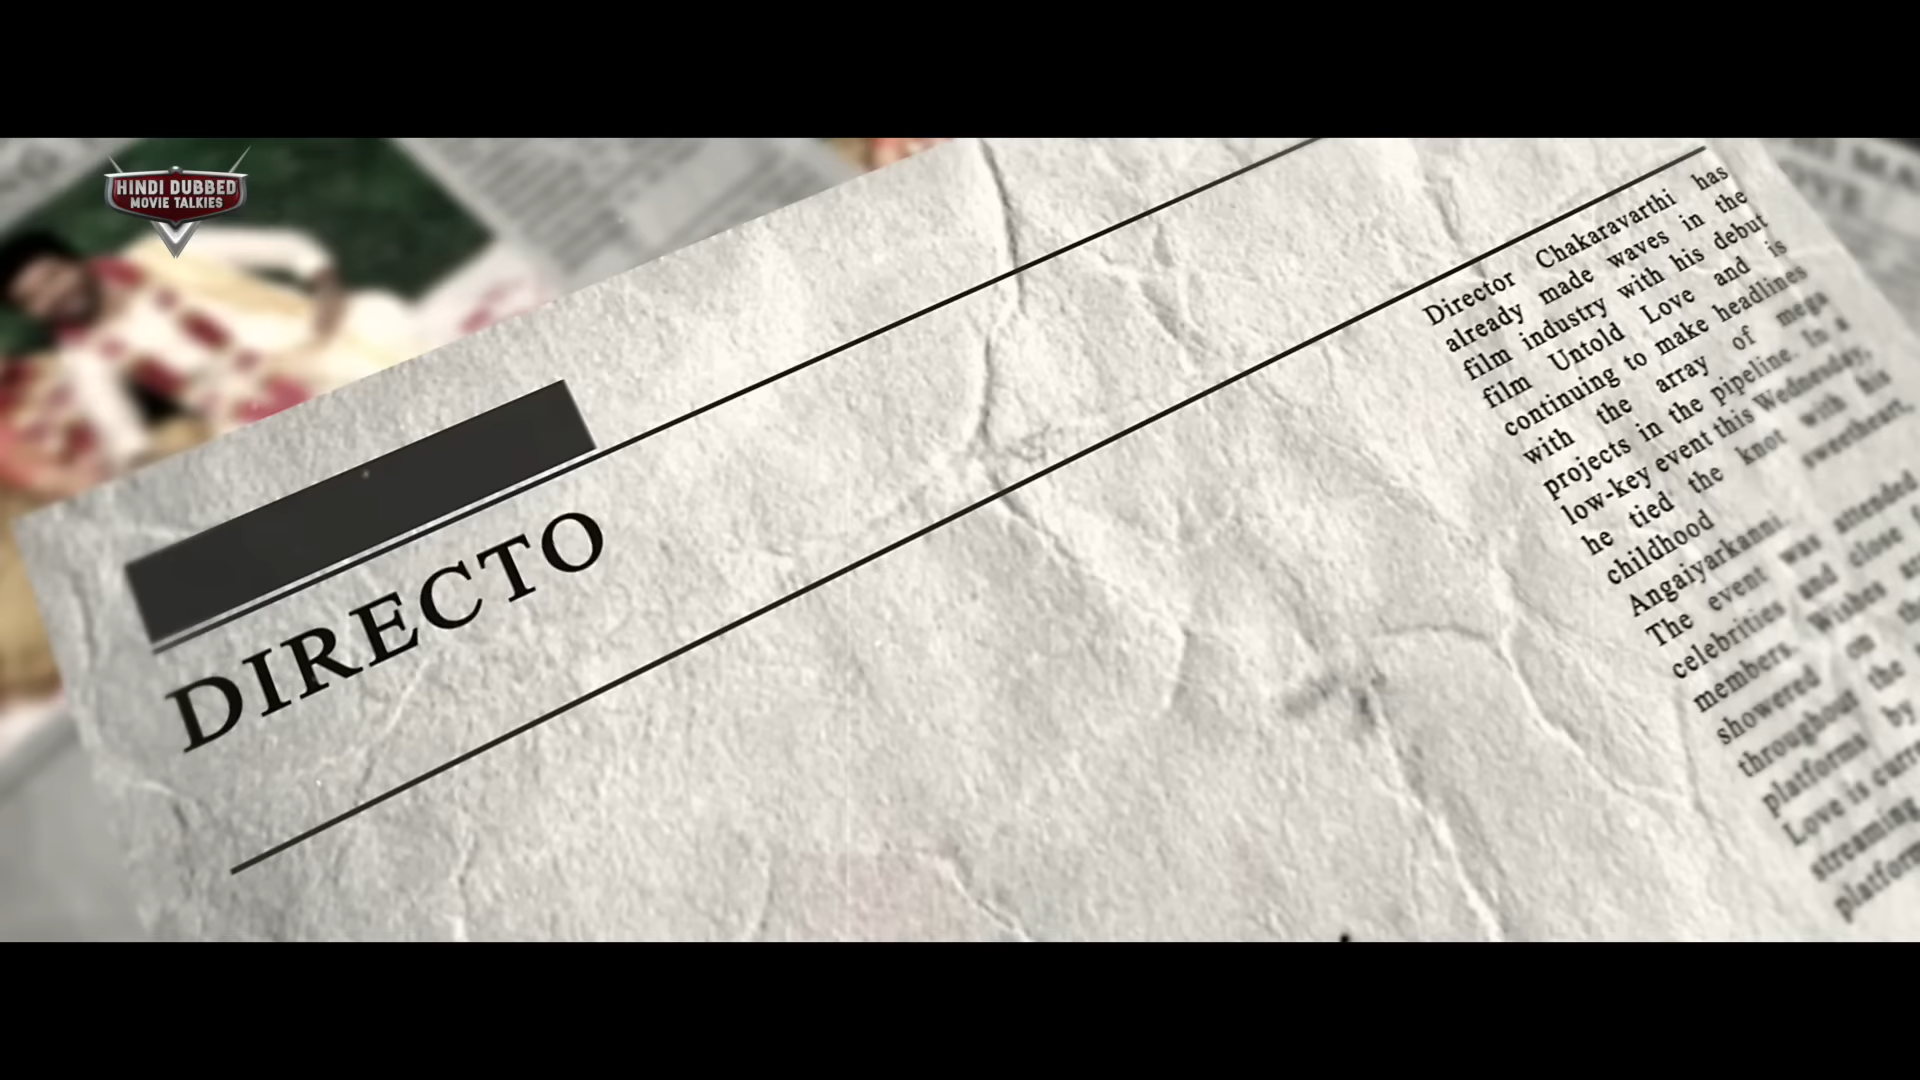 HINDI DUBBED
MOVIE TALKIES
DIRECTO
Director Chakaravarthi has
already made waves in the
film industry with his debut
film Untold Love and is
continuing to make headlines
with the array of mega
projects in the pipeline. In a
low-key event this Wednesday,
he tied the knot with his
childhood sweetheart,
Angaiyarkanni.
The event was attended
celebrities and close
members. Wishes
showered on
throughout the
platforms by
Love is
streaming
platform